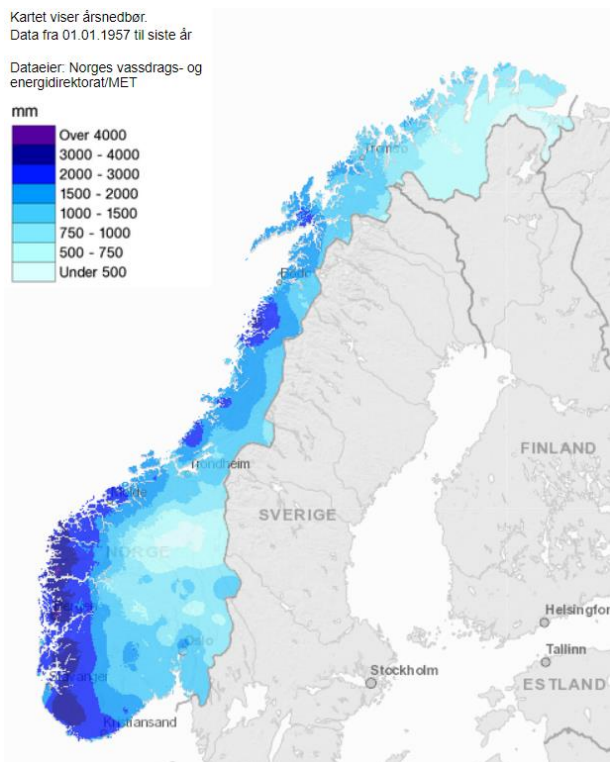 Kartet viser årsnedbør.
Data fra 01.01.1957 til siste år
Dataeier: Norges vassdrags- og
energidirektorat/MET
mm
Over 4000
3000 - 4000
2000 - 3000
1500 - 2000
1000 - 1500
750 - 1000
500 - 750
Under 500
Tromsø
Bodø
Trondheim
Molde
FINLAND
SVERIGE
NORGE
Helsingfor
Oslo
Tallinn
Stavanger
Stockholm
ESTLAND
Kristiansand